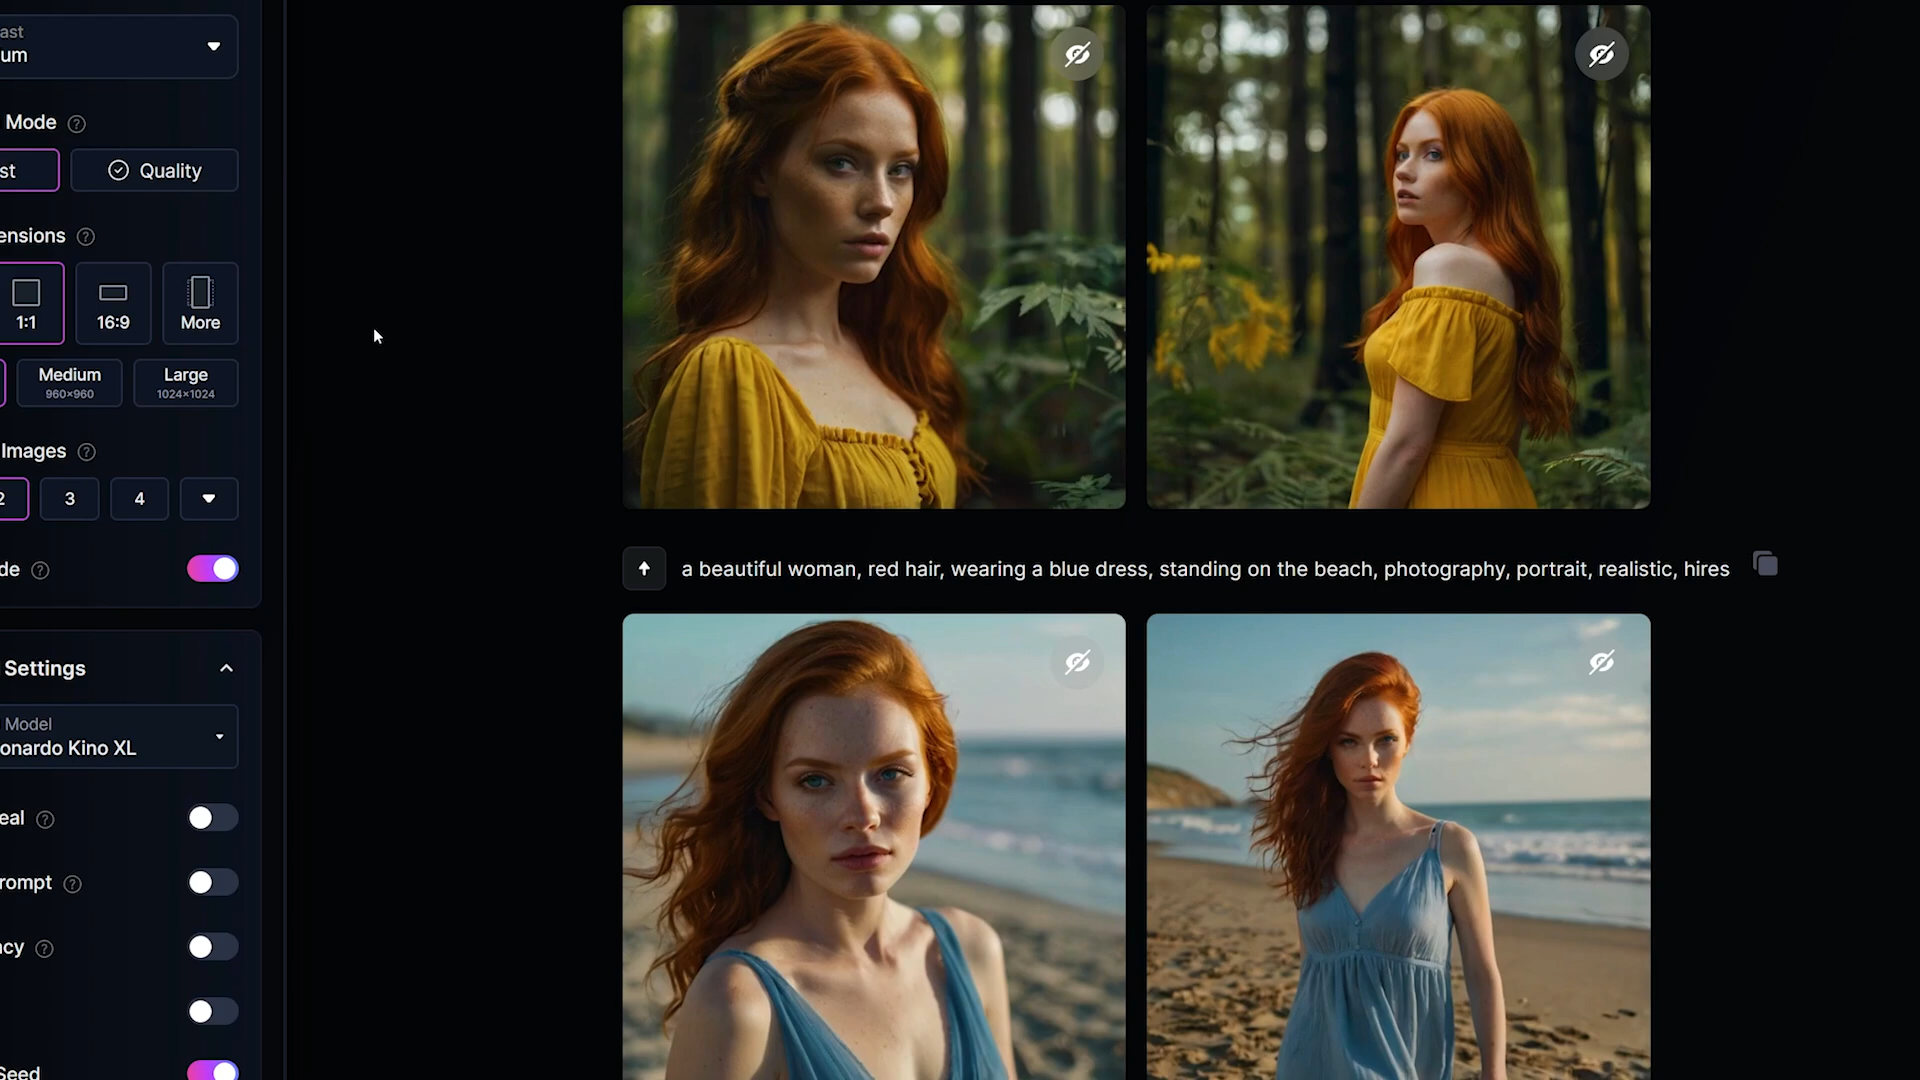 ast
um
Mode
st
Quality
ensions
1:1
16:9
More
Medium
960×960
Large
1024×1024
Images
2
3
4
de
a beautiful woman, red hair, wearing a blue dress, standing on the beach, photography, portrait, realistic, hires
Settings
Model
onardo Kino XL
eal
rompt
cy
Seed